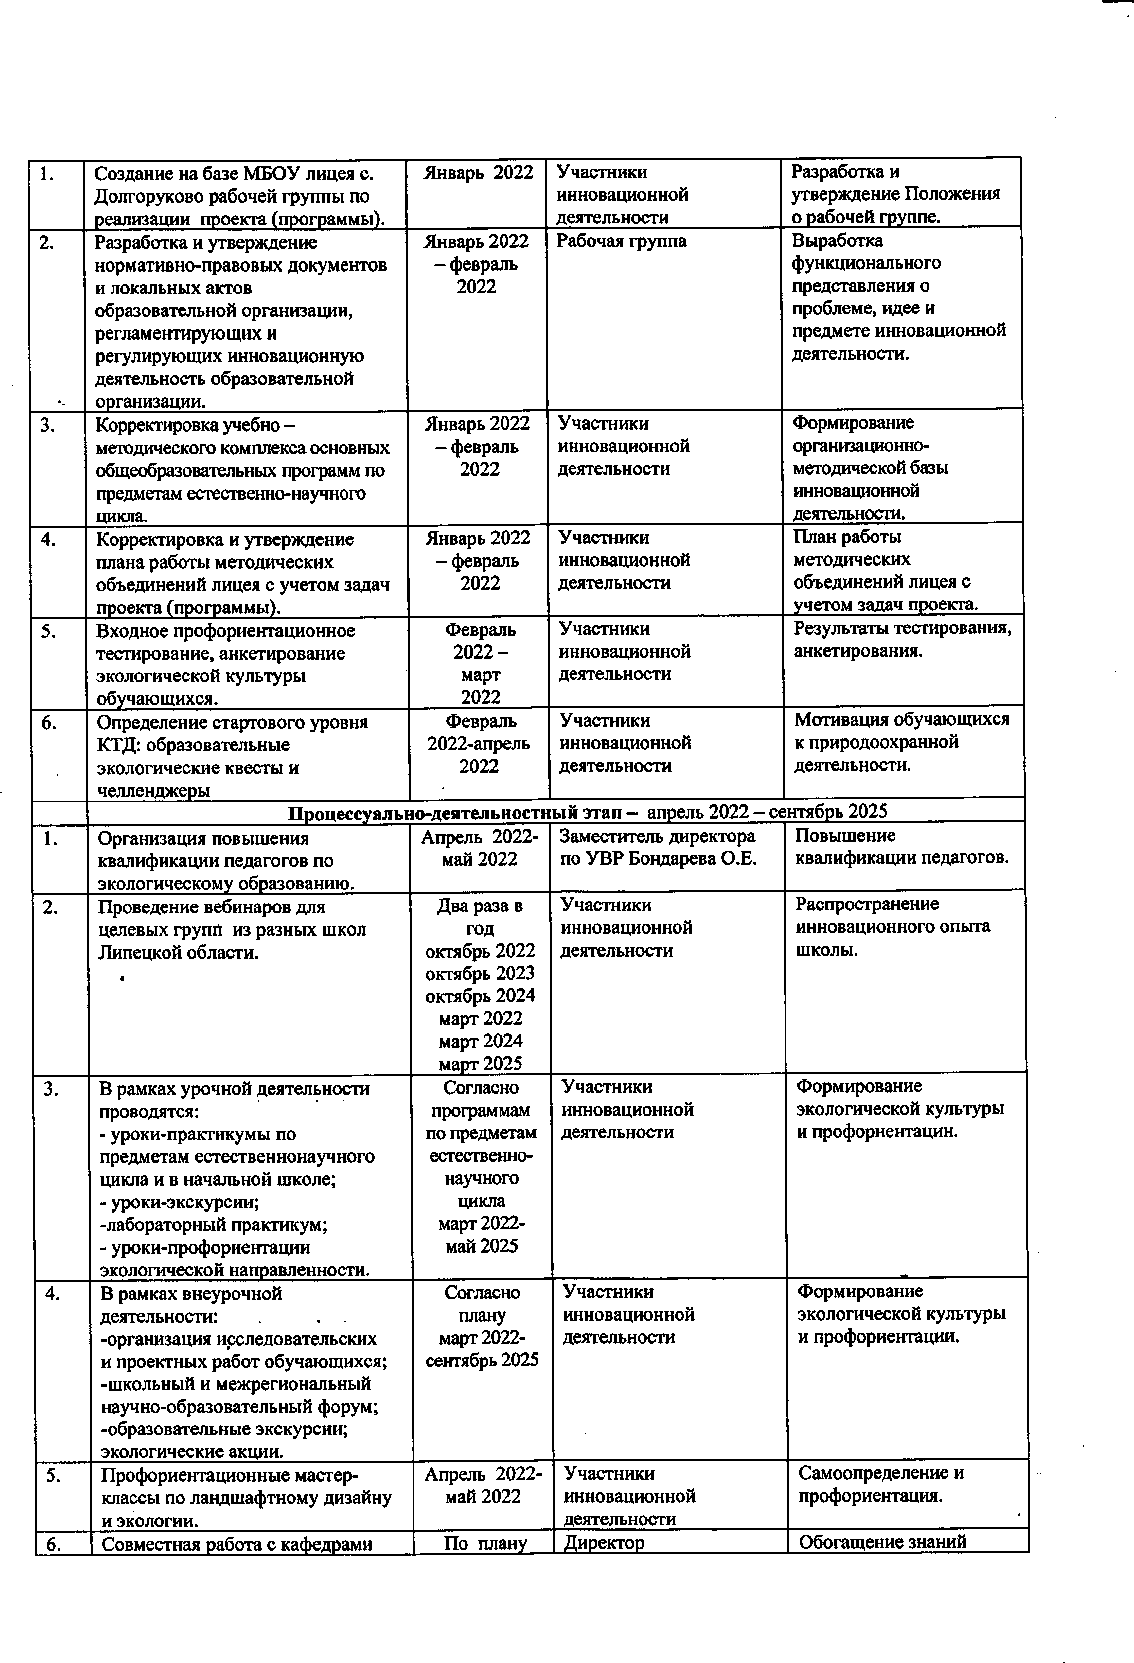 1.
Создание на базе МБОУ лицея с.
Долгоруково рабочей группы по
реализации проекта (программы).
Январь 2022
Участники
инновационной
деятельности
Разработка и
утверждение Положения
о рабочей группе.
2.
Разработка и утверждение
нормативно-правовых документов
и локальных актов
образовательной организации,
регламентирующих и
регулирующих инновационную
деятельность образовательной
организации.
Январь 2022
– февраль
2022
Рабочая группа
Выработка
функционального
представления о
проблеме, идее и
предмете инновационной
деятельности.
3.
Корректировка учебно –
методического комплекса основных
общеобразовательных программ по
предметам естественно-научного
цикла.
Январь 2022
– февраль
2022
Участники
инновационной
деятельности
Формирование
организационно-
методической базы
инновационной
деятельности.
4.
Корректировка и утверждение
плана работы методических
объединений лицея с учетом задач
проекта (программы).
Январь 2022
– февраль
2022
Участники
инновационной
деятельности
План работы
методических
объединений лицея с
учетом задач проекта.
5.
Входное профориентационное
тестирование, анкетирование
экологической культуры
обучающихся.
Февраль
2022 –
март
2022
Участники
инновационной
деятельности
Результаты тестирования,
анкетирования.
6.
Определение стартового уровня
КТД: образовательные
экологические квесты и
челленджеры
Февраль
2022-апрель
2022
Участники
инновационной
деятельности
Мотивация обучающихся
к природоохранной
деятельности.
Процессуально-деятельностный этап – апрель 2022 – сентябрь 2025
1.
Организация повышения
квалификации педагогов по
экологическому образованию.
Апрель 2022-
май 2022
Заместитель директора
по УВР Бондарева О.Е.
Повышение
квалификации педагогов.
2.
Проведение вебинаров для
целевых групп из разных школ
Липецкой области.
Два раза в
год
октябрь 2022
октябрь 2023
октябрь 2024
март 2022
март 2024
март 2025
Участники
инновационной
деятельности
Распространение
инновационного опыта
школы.
3.
В рамках урочной деятельности
проводятся:
- уроки-практикумы по
предметам естественнонаучного
цикла и в начальной школе;
- уроки-экскурсии;
-лабораторный практикум;
- уроки-профориентации
экологической направленности.
Согласно
программам
по предметам
естественно-
научного
цикла
март 2022-
май 2025
Участники
инновационной
деятельности
Формирование
экологической культуры
и профориентации.
4.
В рамках внеурочной
деятельности:
-организация исследовательских
и проектных работ обучающихся;
-школьный и межрегиональный
научно-образовательный форум;
-образовательные экскурсии;
экологические акции.
Согласно
плану
март 2022-
сентябрь 2025
Участники
инновационной
деятельности
Формирование
экологической культуры
и профориентации.
5.
Профориентационные мастер-
классы по ландшафтному дизайну
и экологии.
Апрель 2022-
май 2022
Участники
инновационной
деятельности
Самоопределение и
профориентация.
6.
Совместная работа с кафедрами
По плану
Директор
Обогащение знаний